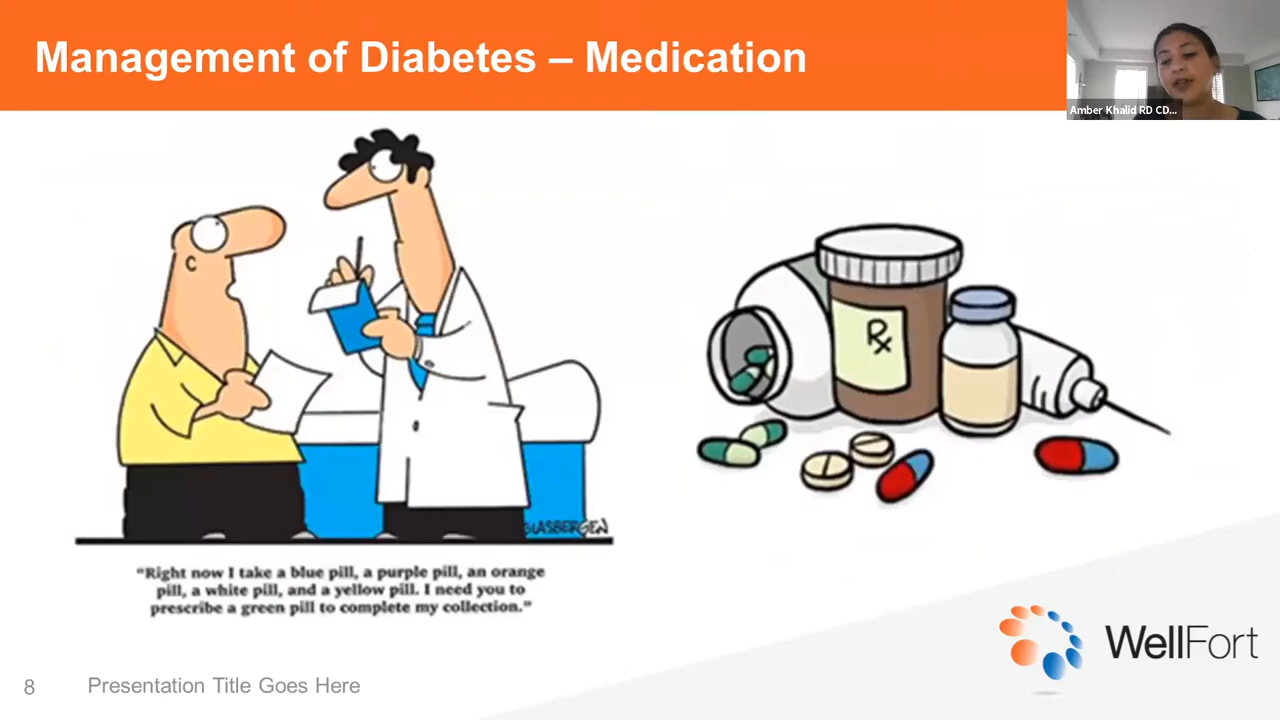 Management of Diabetes – Medication
Amber Khalid RD CD...
Rx
GLASBERGEN
"Right now I take a blue pill, a purple pill, an orange
pill, a white pill, and a yellow pill. I need you to
prescribe a green pill to complete my collection."
WellFort
8
Presentation Title Goes Here